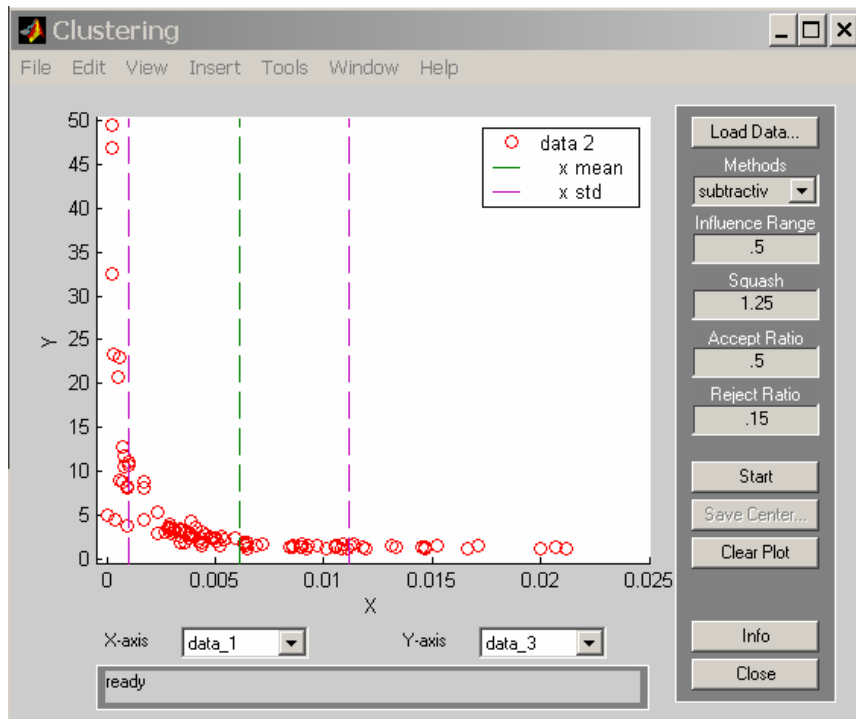 Clustering
File Edit View Insert Tools Window Help
50
45
40
35
30
25
20
15
10
5
0
Y
0 0.005 0.01 0.015 0.02 0.025
X
data 2
x mean
x std
X-axis data_1 Y-axis data_3
ready
Load Data...
Methods
subtractiv
Influence Range
.5
Squash
1.25
Accept Ratio
.5
Reject Ratio
.15
Start
Save Center...
Clear Plot
Info
Close